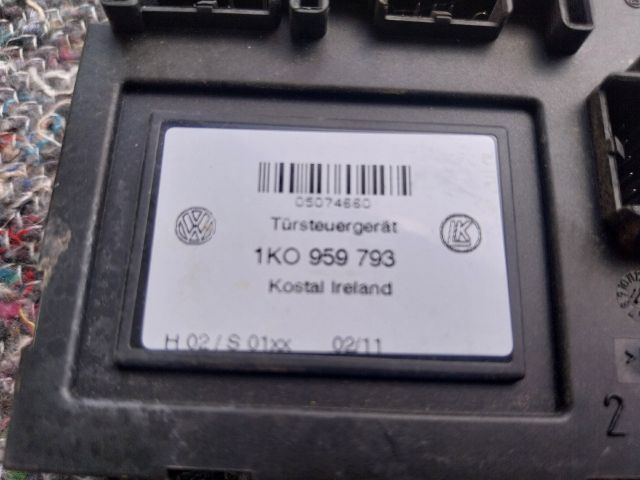 05074660
Türsteuergerät
1KO 959 793
Kostal Ireland
H 02 / S 01xx 02/11
2